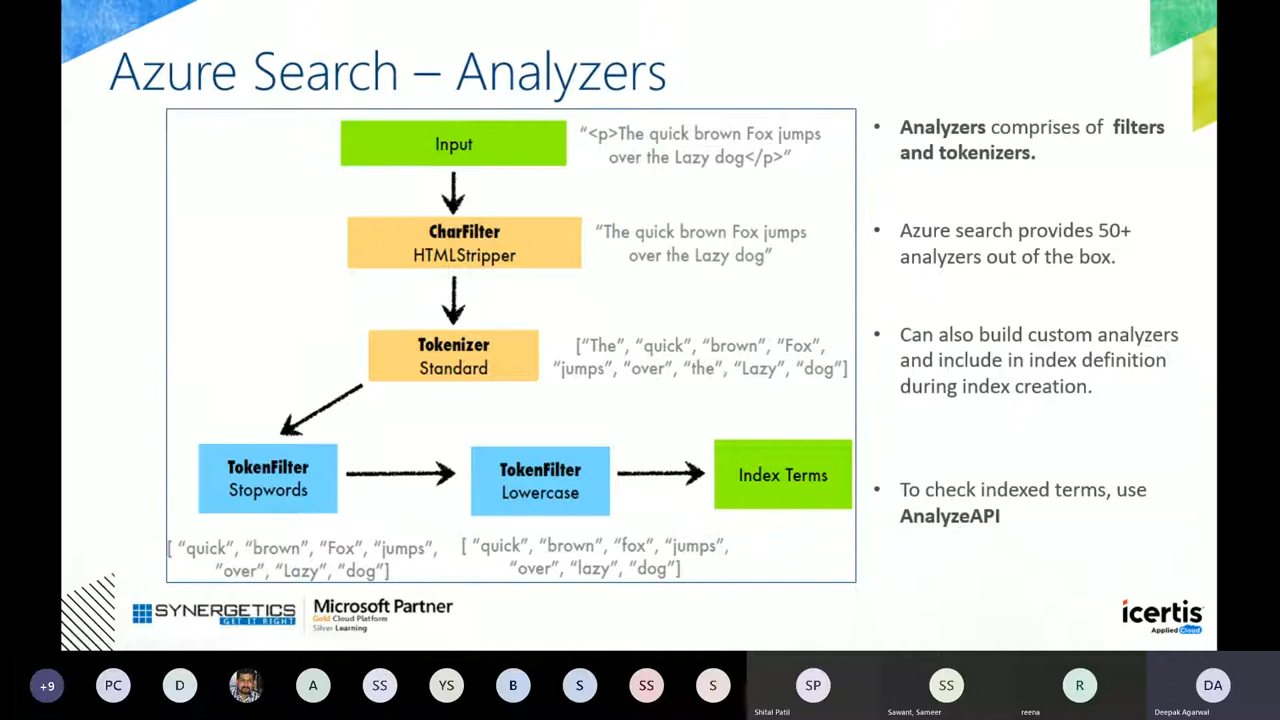 Azure Search – Analyzers
Input
“<p>The quick brown Fox jumps
over the Lazy dog</p>”
CharFilter
HTMLStripper
“The quick brown Fox jumps
over the Lazy dog”
Tokenizer
Standard
[“The”, “quick”, “brown”, “Fox”,
“jumps”, “over”, “the”, “Lazy”, “dog”]
TokenFilter
Stopwords
[ “quick”, “brown”, “Fox”, “jumps”,
“over”, “Lazy”, “dog”]
TokenFilter
Lowercase
[ “quick”, “brown”, “fox”, “jumps”,
“over”, “lazy”, “dog”]
Index Terms
• Analyzers comprises of filters
and tokenizers.
• Azure search provides 50+
analyzers out of the box.
• Can also build custom analyzers
and include in index definition
during index creation.
• To check indexed terms, use
AnalyzeAPI
SYNERGETICS
GET IT RIGHT
Microsoft Partner
Gold Cloud Platform
Silver Learning
icertis
Applied Cloud
+9
PC
D
A
SS
YS
B
S
SS
S
SP
Shital Patil
SS
Sawant, Sameer
R
reena
DA
Deepak Agarwal